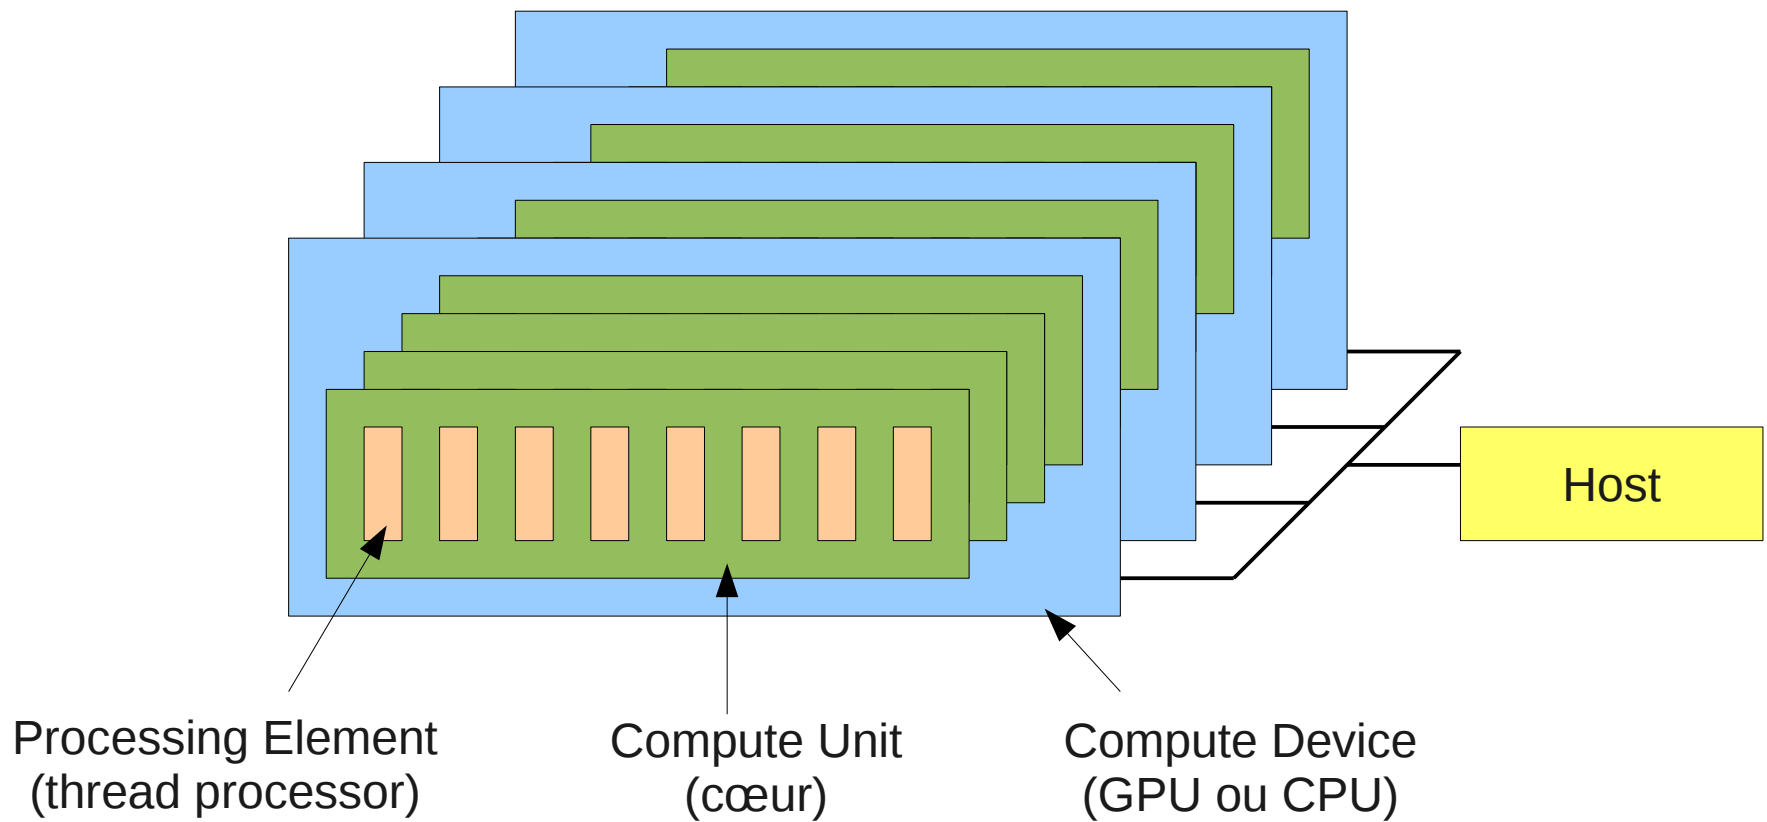 Host
Processing Element
(thread processor)
Compute Unit
(cœur)
Compute Device
(GPU ou CPU)